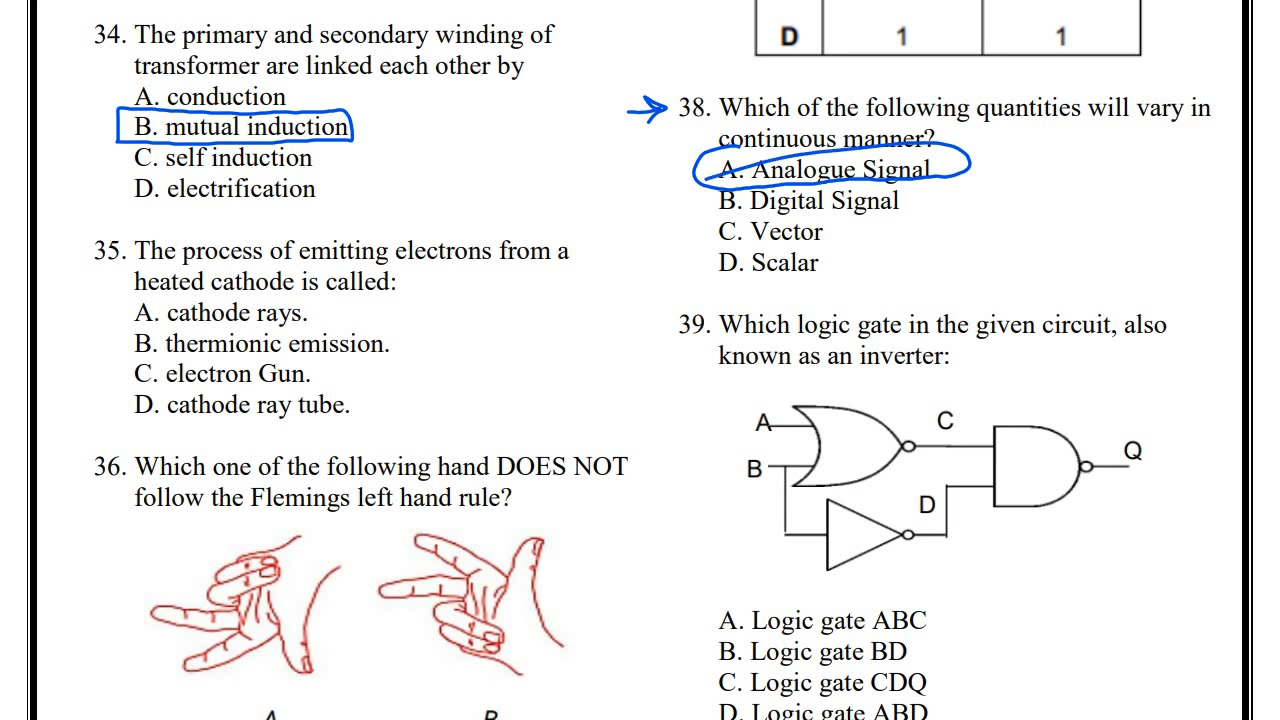 34. The primary and secondary winding of
transformer are linked each other by
A. conduction
B. mutual induction
C. self induction
D. electrification
35. The process of emitting electrons from a
heated cathode is called:
A. cathode rays.
B. thermionic emission.
C. electron Gun.
D. cathode ray tube.
36. Which one of the following hand DOES NOT
follow the Flemings left hand rule?
A B
D 1 1
38. Which of the following quantities will vary in
continuous manner?
A. Analogue Signal
B. Digital Signal
C. Vector
D. Scalar
39. Which logic gate in the given circuit, also
known as an inverter:
A
C
B
Q
D
A. Logic gate ABC
B. Logic gate BD
C. Logic gate CDQ
D. Logic gate ABD